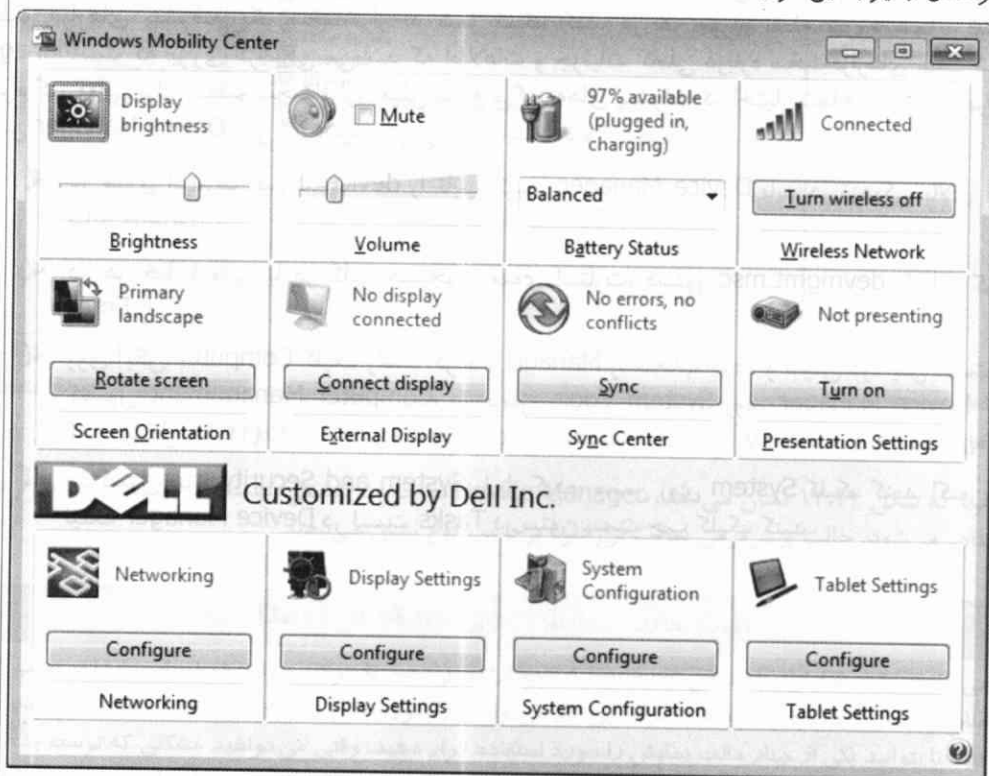 Windows Mobility Center
Display brightness
Brightness
Mute
Volume
97% available (plugged in, charging)
Balanced
Battery Status
Connected
Turn wireless off
Wireless Network
Primary landscape
Rotate screen
Screen Orientation
No display connected
Connect display
External Display
No errors, no conflicts
Sync
Sync Center
Not presenting
Turn on
Presentation Settings
DELL Customized by Dell Inc.
Networking
Configure
Networking
Display Settings
Configure
Display Settings
System Configuration
Configure
System Configuration
Tablet Settings
Configure
Tablet Settings